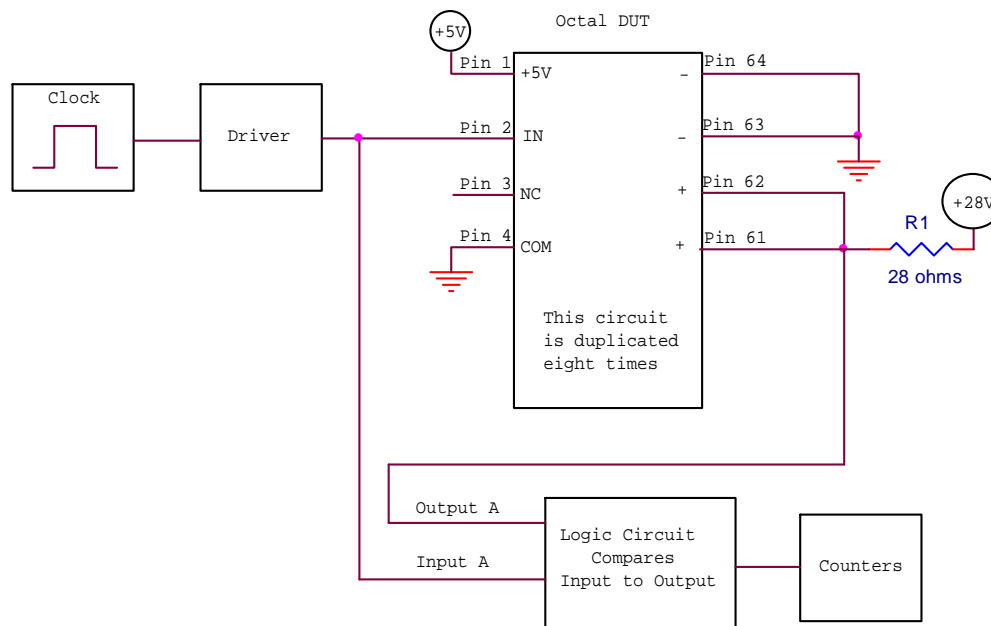 Octal DUT
+5V
Pin 1
+5V
-
Pin 64
Clock
Driver
Pin 2
IN
-
Pin 63
Pin 3
NC
+
Pin 62
+28V
Pin 4
COM
+
Pin 61
R1
28 ohms
This circuit
is duplicated
eight times
Output A
Input A
Logic Circuit
Compares
Input to Output
Counters